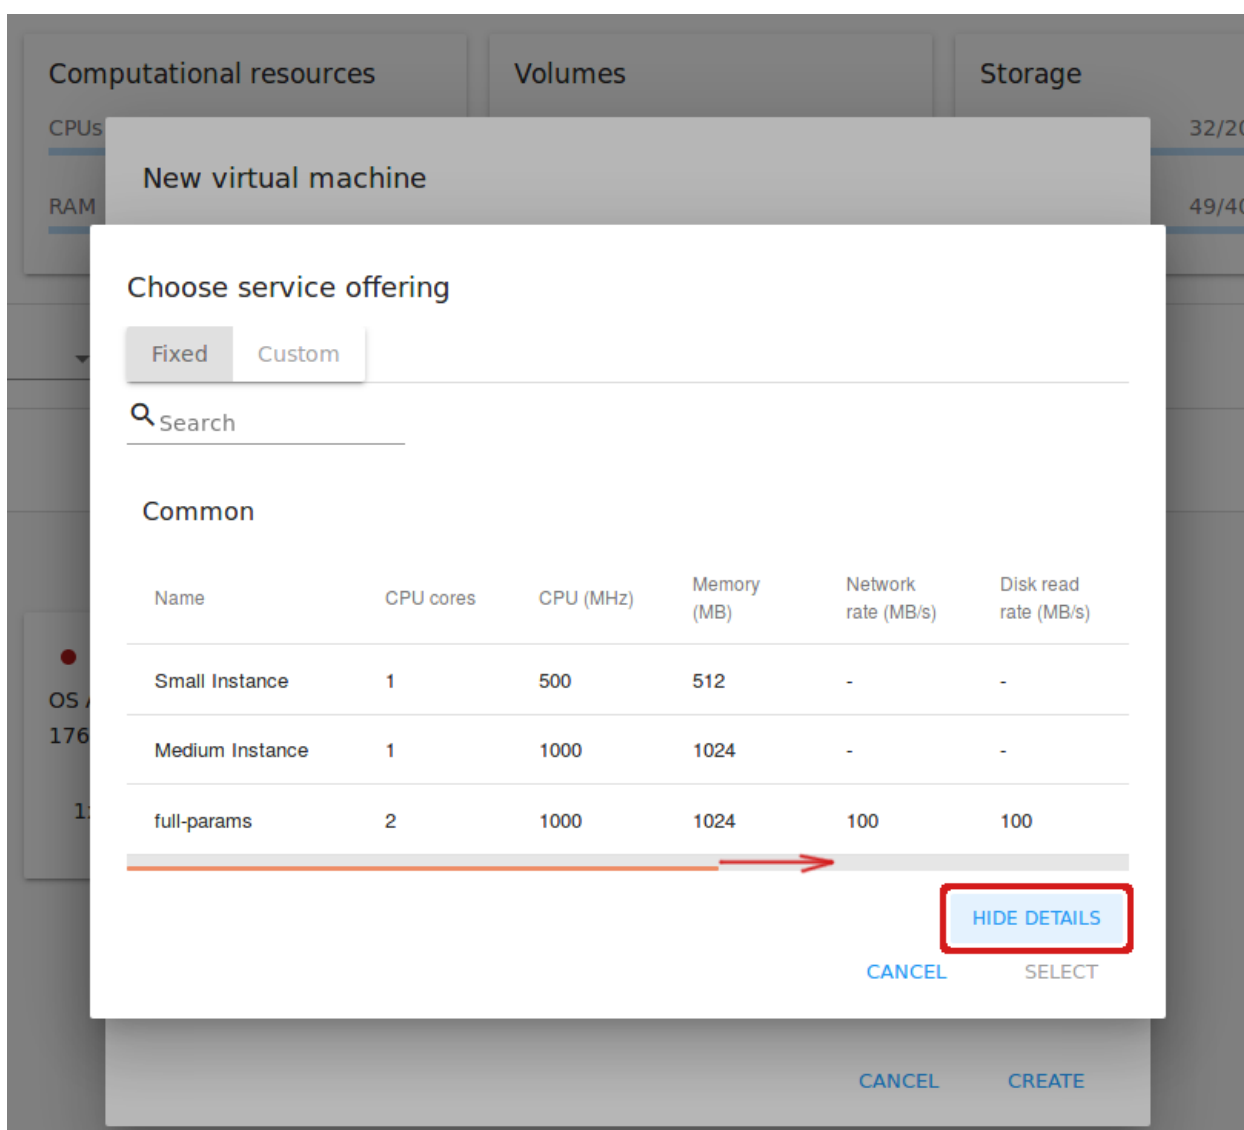 Computational resources
Volumes
Storage
CPUs
32/20
RAM
49/40
New virtual machine
Choose service offering
Fixed Custom
Search
Common
Name CPU cores CPU (MHz) Memory (MB) Network rate (MB/s) Disk read rate (MB/s)
Small Instance 1 500 512 - -
Medium Instance 1 1000 1024 - -
full-params 2 1000 1024 100 100
OS
176
HIDE DETAILS
CANCEL SELECT
CANCEL CREATE